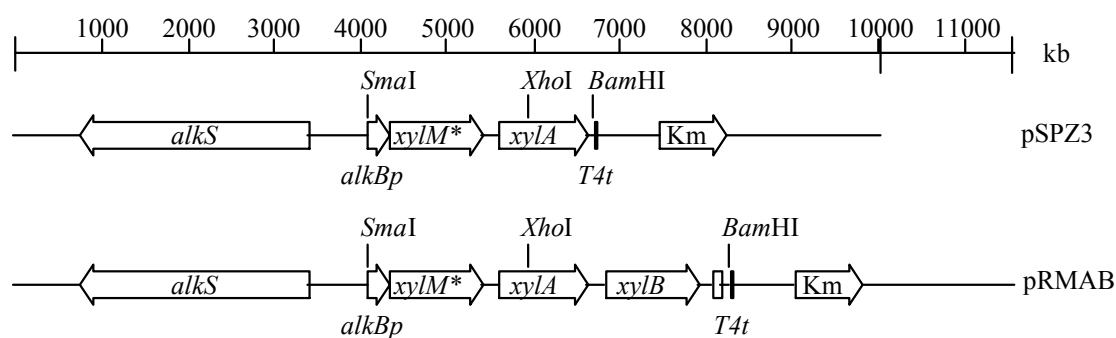 1000 2000 3000 4000 5000 6000 7000 8000 9000 10000 11000
kb
SmaI XhoI BamHI
alkS xylM* xylA Km pSPZ3
alkBp T4t
SmaI XhoI BamHI
alkS xylM* xylA xylB Km pRMAB
alkBp T4t